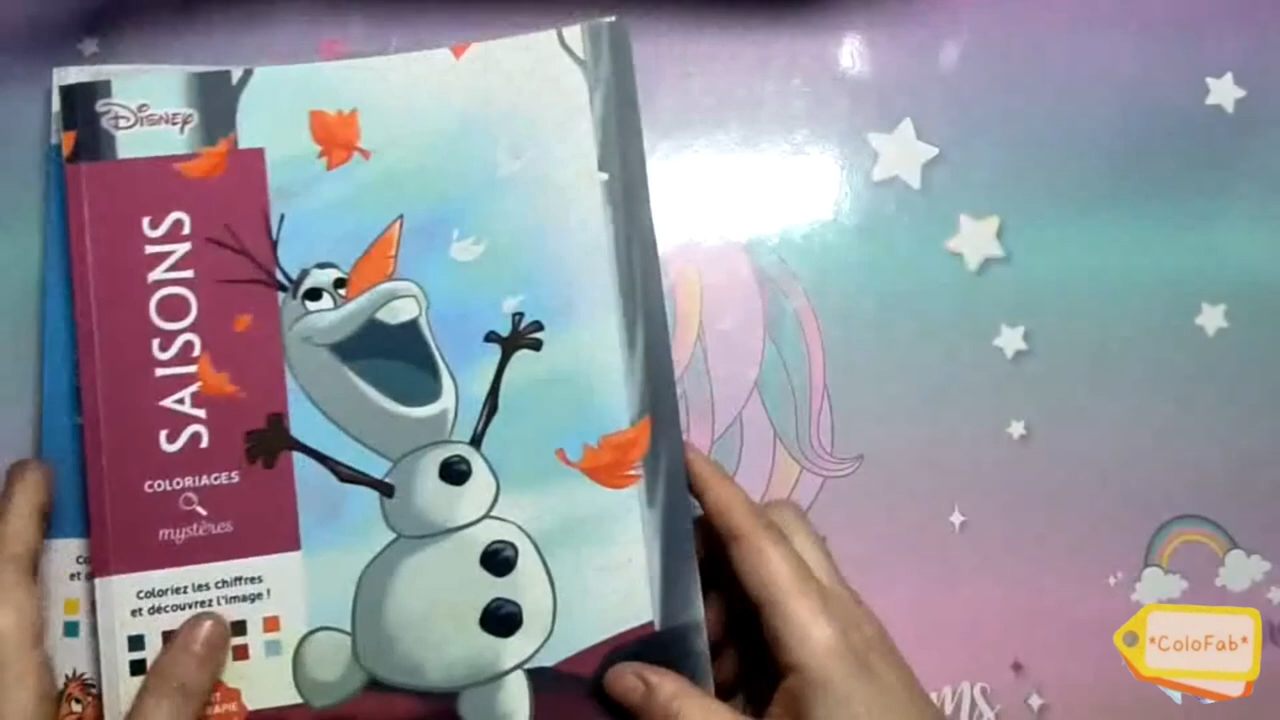 Disney
SAISONS
COLORIAGES
mystères
Coloriez les chiffres
et découvrez l'image !
*ColoFab*